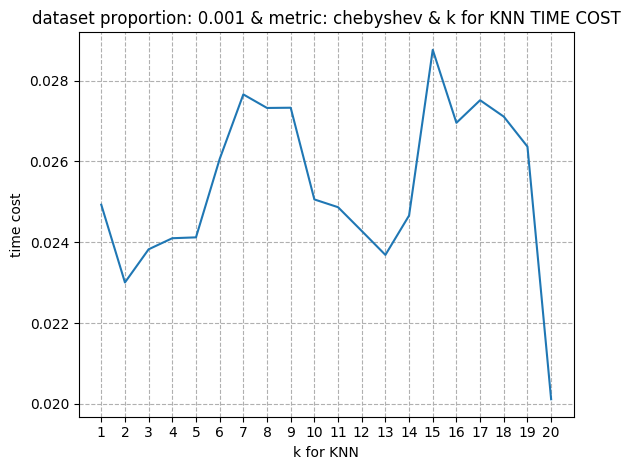 dataset proportion: 0.001 & metric: chebyshev & k for KNN TIME COST
0.028
0.026
0.024
0.022
0.020
time cost
1 2 3 4 5 6 7 8 9 10 11 12 13 14 15 16 17 18 19 20
k for KNN